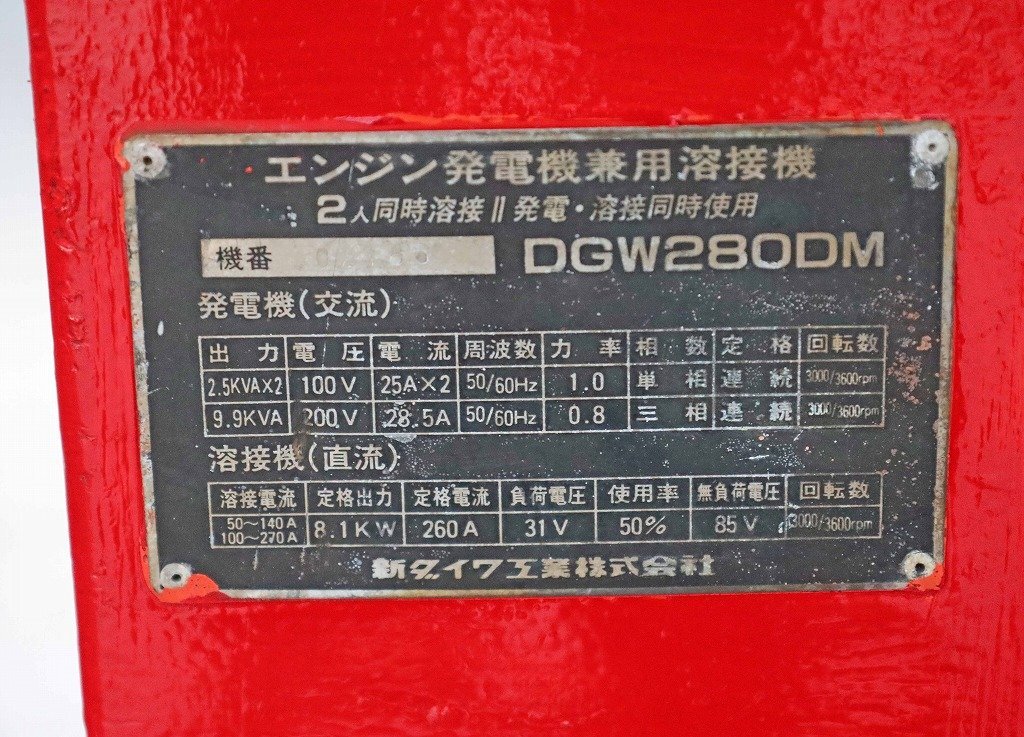 エンジン発電機兼用溶接機
2人同時溶接 || 発電・溶接同時使用
機番 DGW280DM
発電機(交流)
出力 電圧 電流 周波数 力率 相数 定格 回転数
2.5KVA×2 100V 25A×2 50/60Hz 1.0 単相 連続 3000/3600rpm
9.9KVA 200V 28.5A 50/60Hz 0.8 三相 連続 3000/3600rpm
溶接機(直流)
溶接電流 定格出力 定格電流 負荷電圧 使用率 無負荷電圧 回転数
50~140A
100~270A 8.1KW 260A 31V 50% 85V 3000/3600rpm
新ダイワ工業株式会社